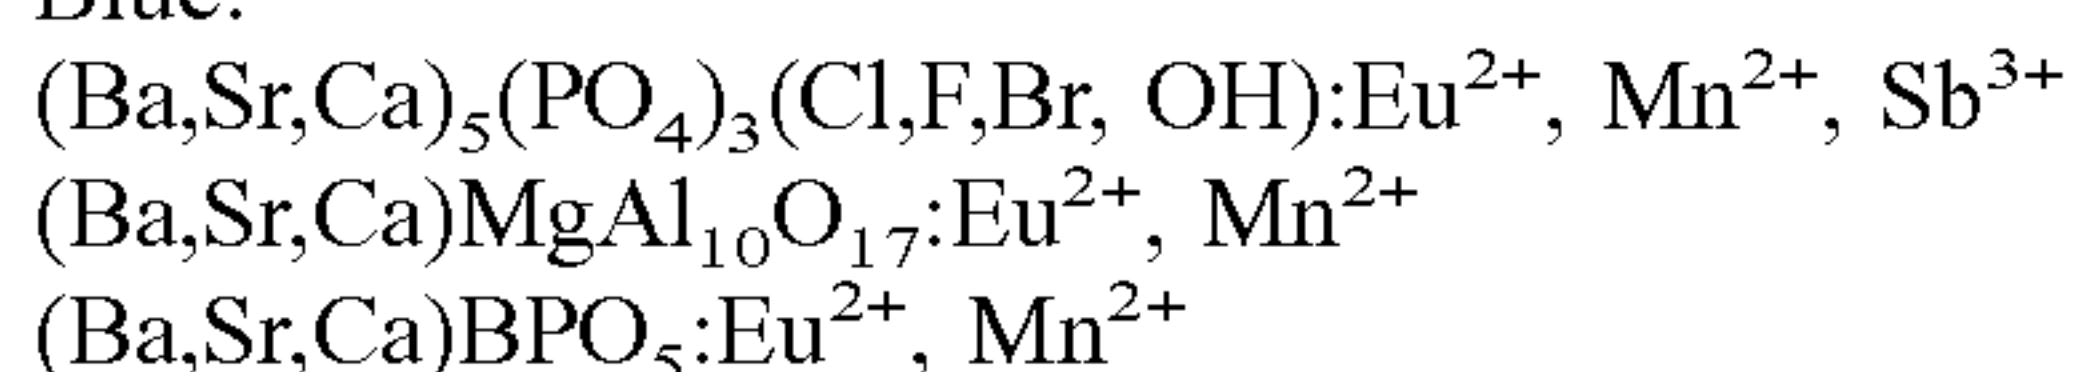 Blue:
(Ba,Sr,Ca)₅(PO₄)₃(Cl,F,Br, OH):Eu²⁺, Mn²⁺, Sb³⁺
(Ba,Sr,Ca)MgAl₁₀O₁₇:Eu²⁺, Mn²⁺
(Ba,Sr,Ca)BPO₅:Eu²⁺, Mn²⁺